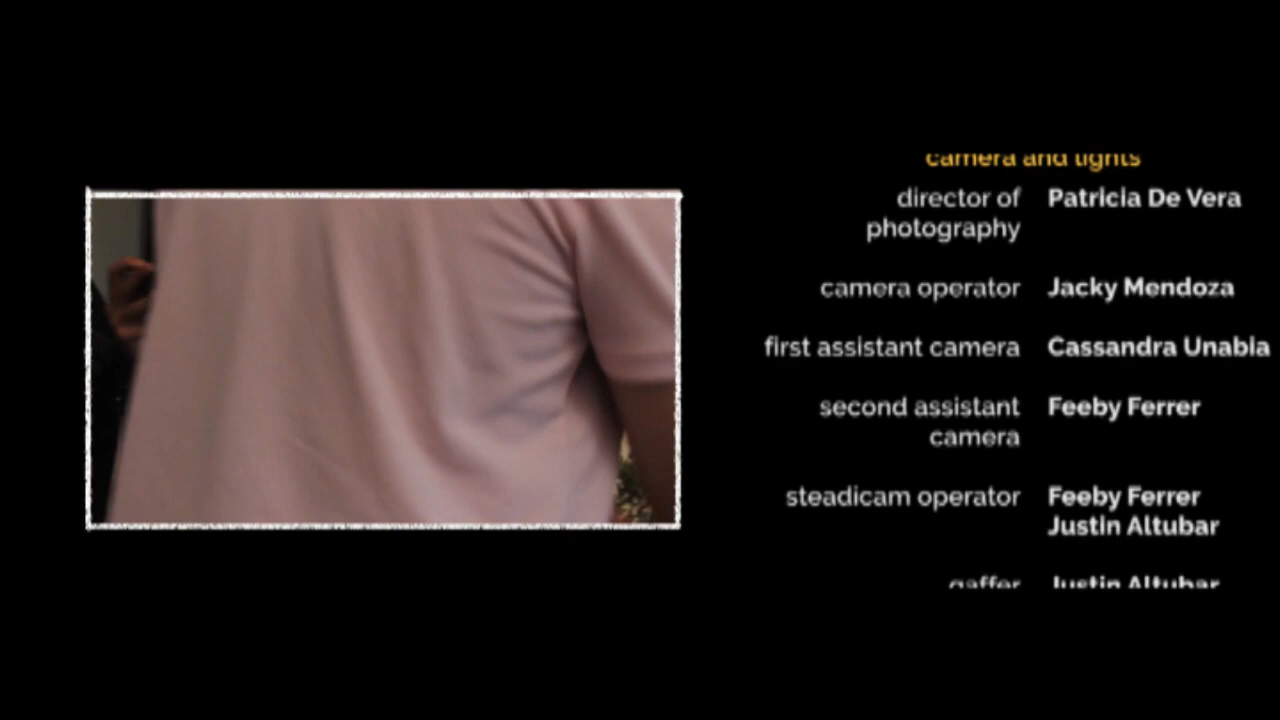 camera and lights
director of Patricia De Vera
photography
camera operator Jacky Mendoza
first assistant camera Cassandra Unabia
second assistant Feeby Ferrer
camera
steadicam operator Feeby Ferrer
Justin Altubar
gaffer Justin Altubar